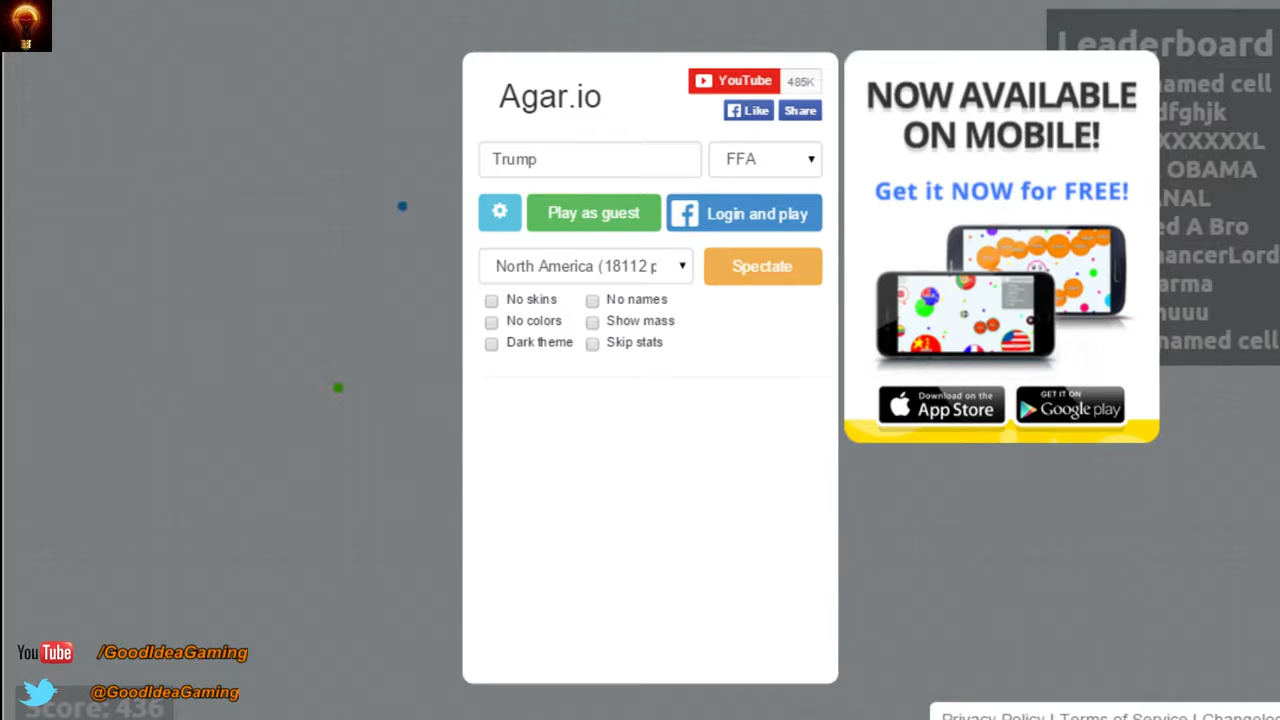 Leaderboard
Agar.io
YouTube 485K
Like Share
Trump
FFA
Play as guest
Login and play
North America (18112 p
Spectate
No skins
No names
No colors
Show mass
Dark theme
Skip stats
NOW AVAILABLE
ON MOBILE!
Get it NOW for FREE!
Download on the
App Store
GET IT ON
Google play
amed cell
dfghjk
XXXXXXL
OBAMA
ANAL
ed A Bro
nancerLord
arma
uuu
named cell
YouTube /GoodIdeaGaming
@GoodIdeaGaming
Score: 436
Privacy Policy | Terms of Service | Changelo